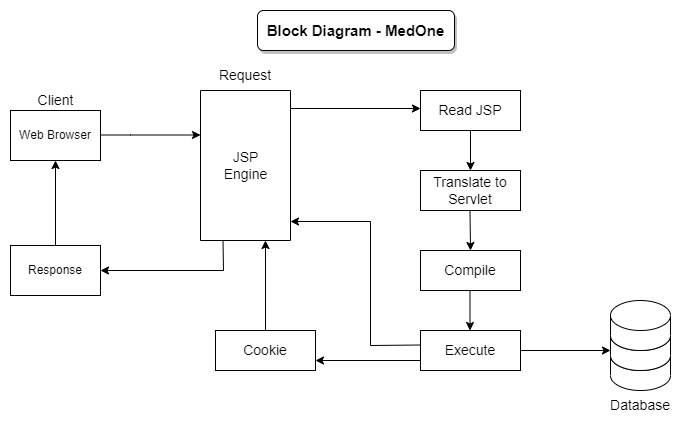 Block Diagram - MedOne
Request
Client
Web Browser
JSP
Engine
Read JSP
Translate to
Servlet
Response
Compile
Cookie
Execute
Database